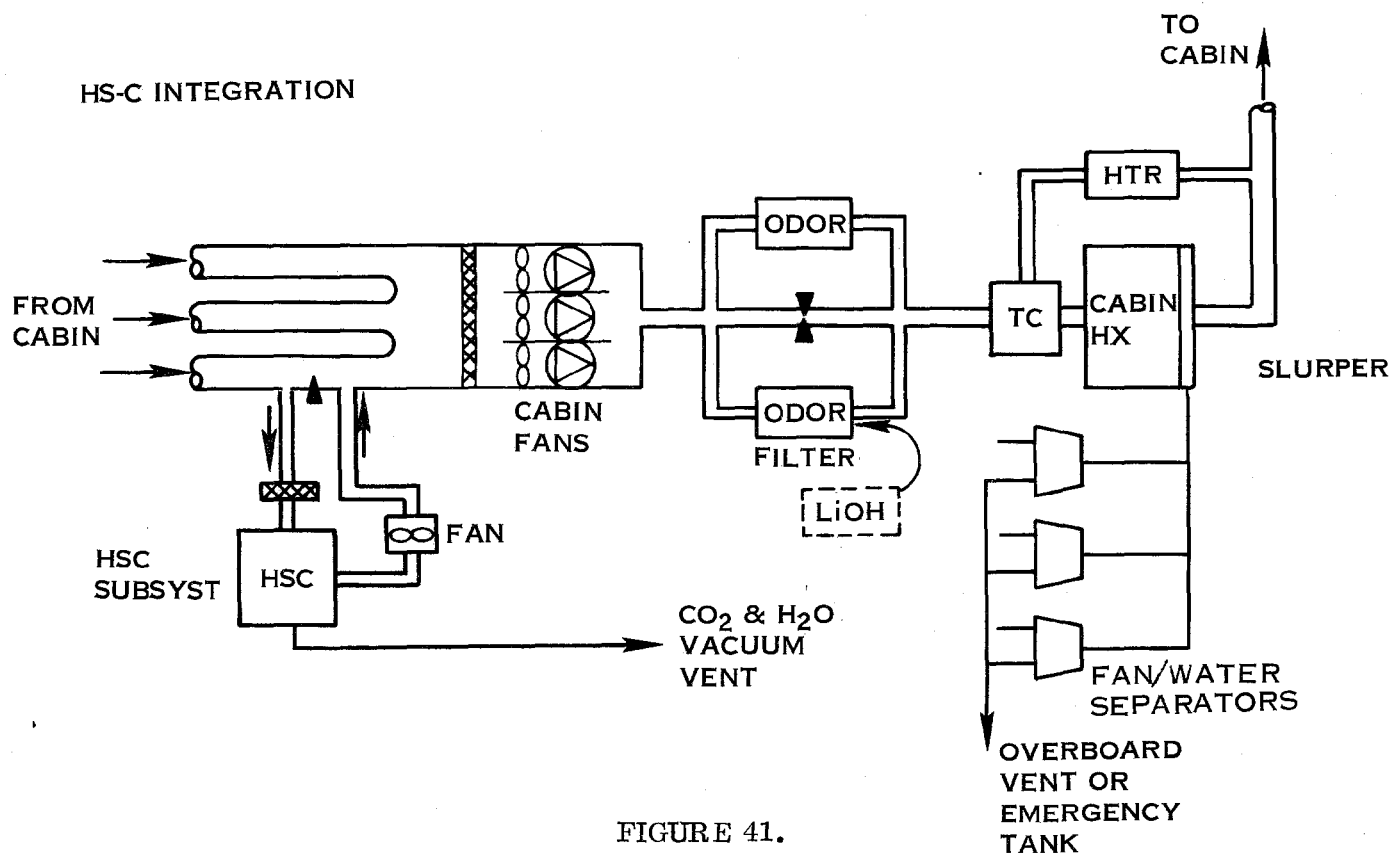 TO
CABIN
HS-C INTEGRATION
HTR
ODOR
FROM
CABIN
TC
CABIN
HX
SLURPER
CABIN
FANS
ODOR
FILTER
LiOH
FAN
HSC
SUBSYST
HSC
CO2 & H2O
VACUUM
VENT
FAN/WATER
SEPARATORS
OVERBOARD
VENT OR
EMERGENCY
TANK
FIGURE 41.